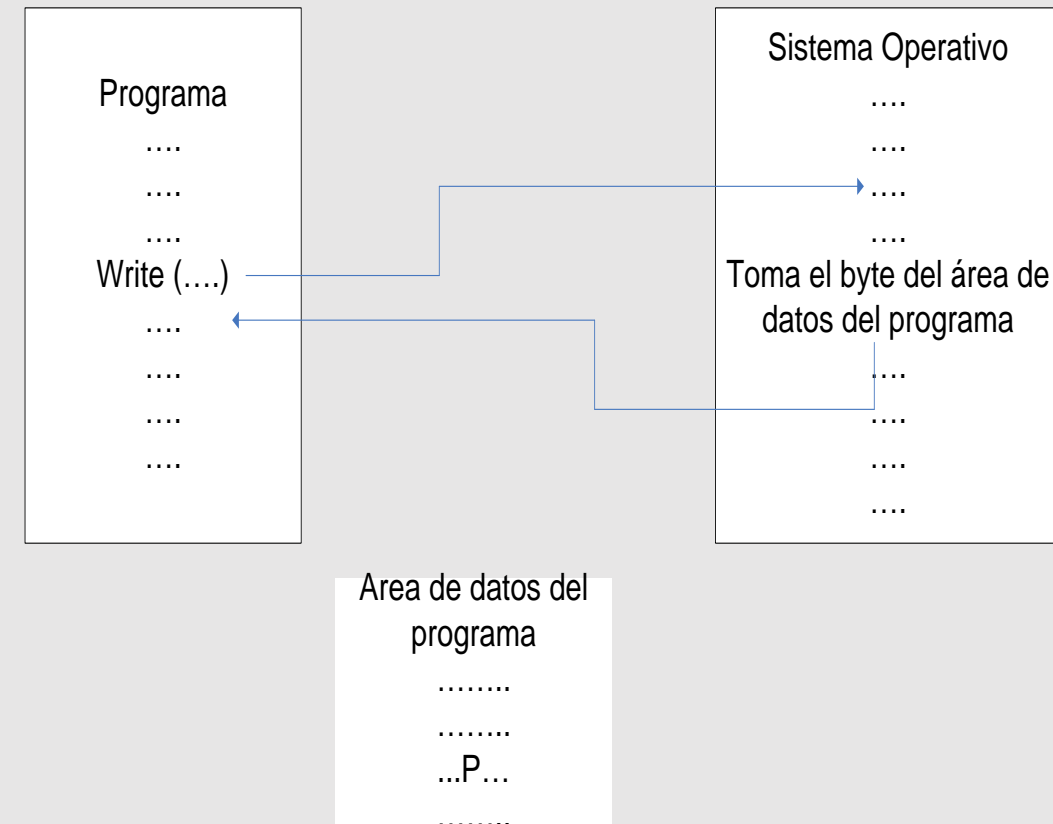 Programa
....
....
....
Write (....)
....
....
....
....
Sistema Operativo
....
....
....
....
Toma el byte del área de
datos del programa
....
....
....
....
Area de datos del
programa
........
........
...P...
........